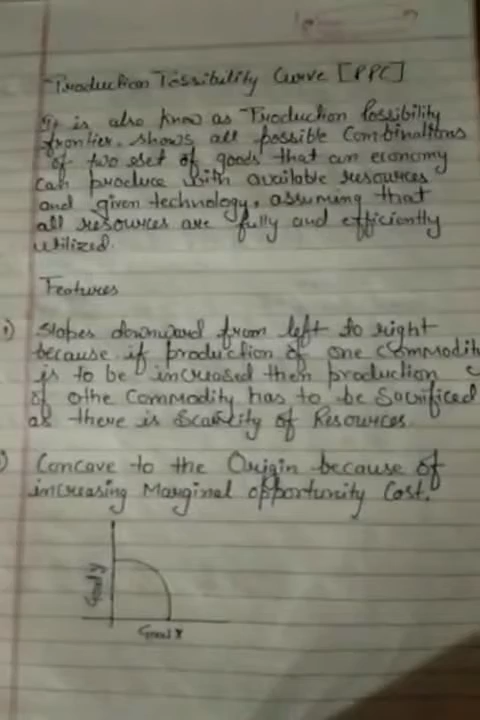 Production Possibility Curve [PPC]
It is also know as Production Possibility
frontier. shows all possible Combinations
of two set of goods that an economy
can produce with available resources
and given technology, assuming that
all resources are fully and efficiently
utilized.
Features
1) Slopes downward from left to right
because if production of one commodity
is to be increased then production
of othe Commodity has to be Sacrificed
as there is Scarcity of Resources.
Concave to the Origin because of
increasing Marginal opportunity Cost.
Good Y
Good X